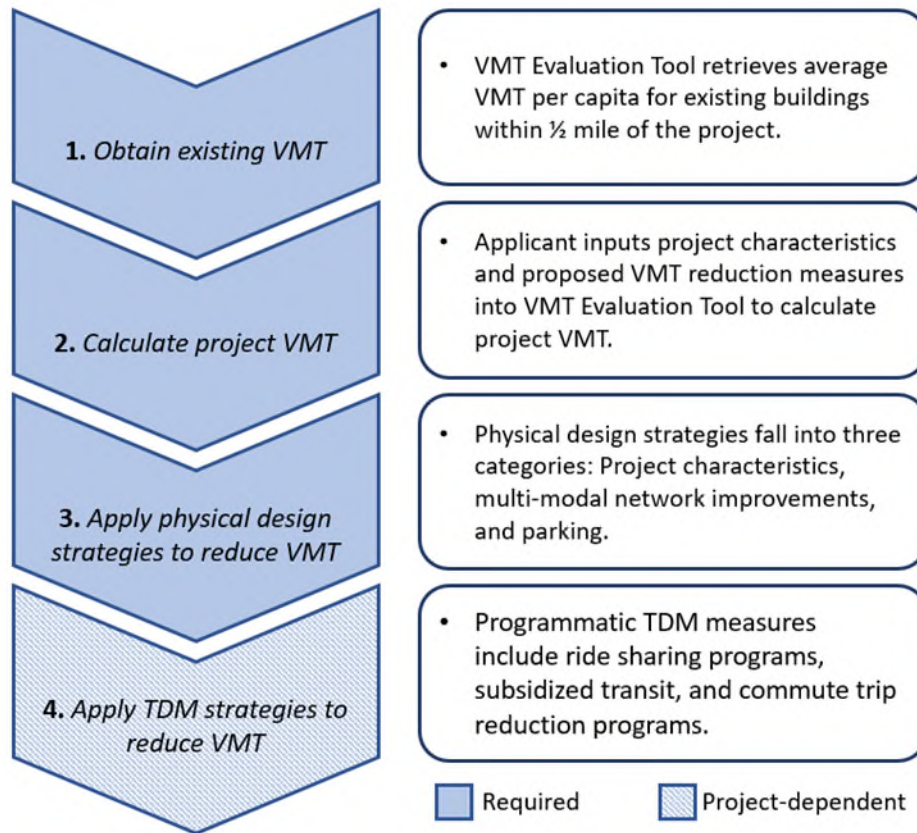 1. Obtain existing VMT
• VMT Evaluation Tool retrieves average
VMT per capita for existing buildings
within ½ mile of the project.
2. Calculate project VMT
• Applicant inputs project characteristics
and proposed VMT reduction measures
into VMT Evaluation Tool to calculate
project VMT.
3. Apply physical design
strategies to reduce VMT
• Physical design strategies fall into three
categories: Project characteristics,
multi-modal network improvements,
and parking.
4. Apply TDM strategies to
reduce VMT
• Programmatic TDM measures
include ride sharing programs,
subsidized transit, and commute trip
reduction programs.
Required
Project-dependent